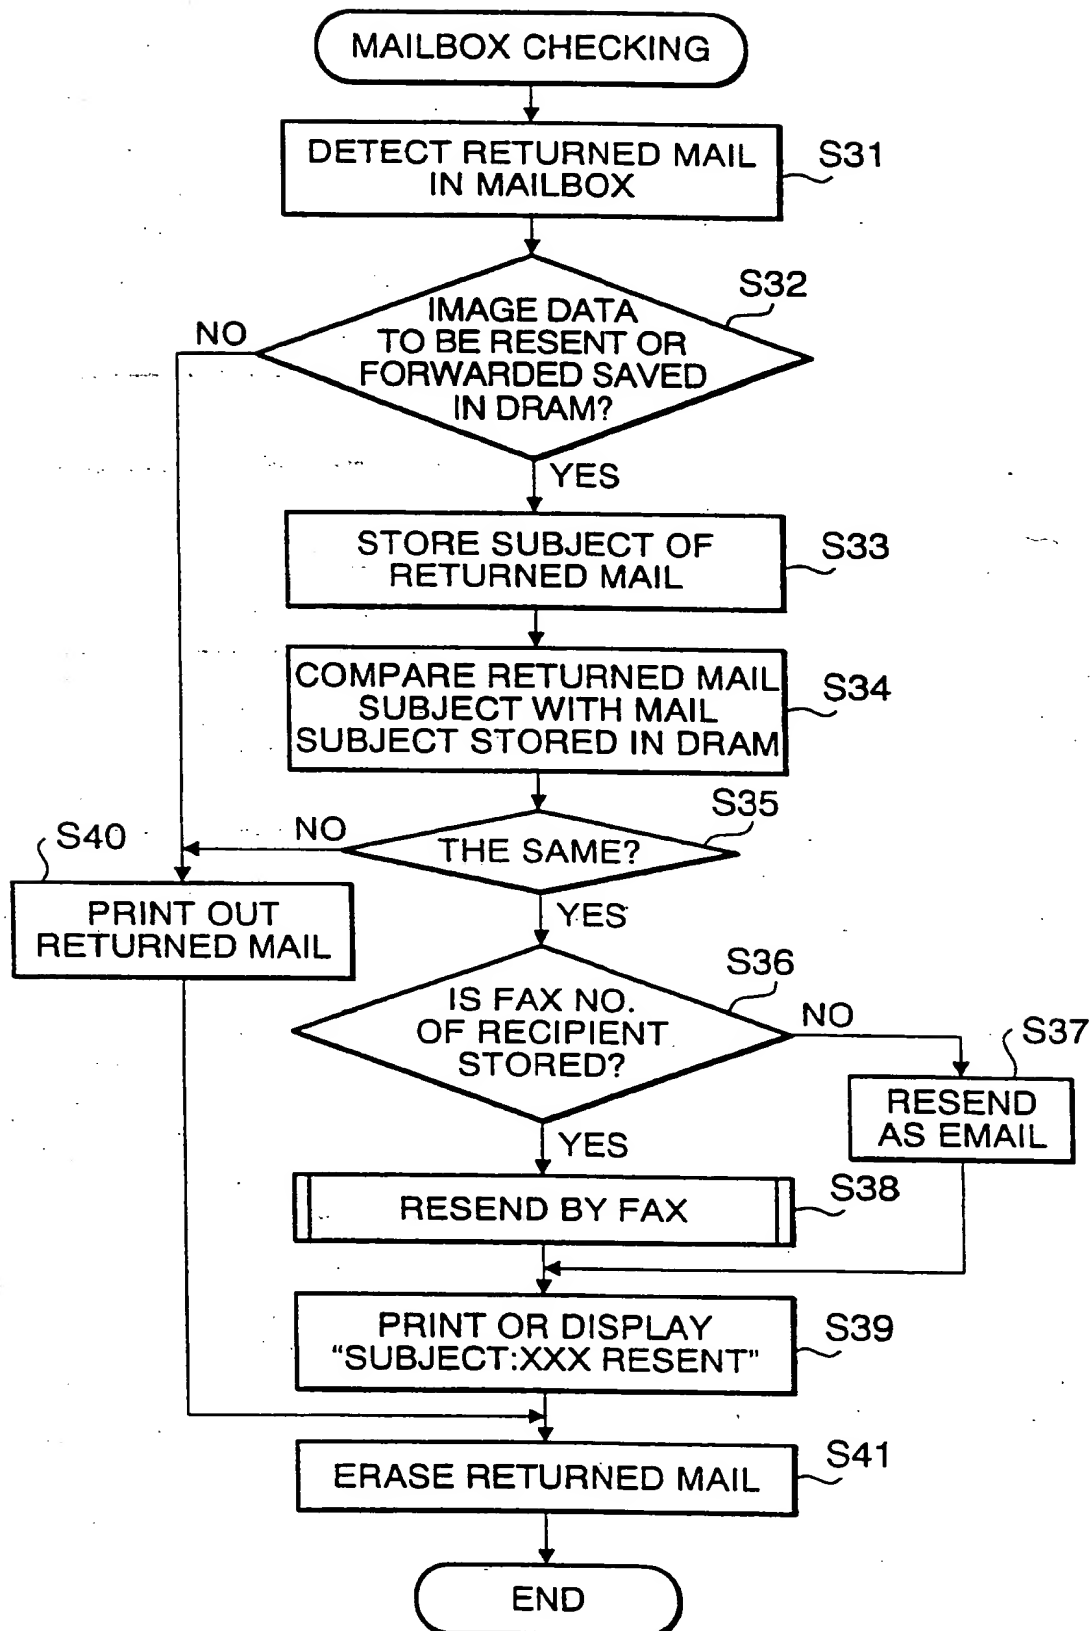 MAILBOX CHECKING
DETECT RETURNED MAIL
IN MAILBOX
S31
S32
IMAGE DATA
TO BE RESENT OR
FORWARDED SAVED
IN DRAM?
NO
YES
STORE SUBJECT OF
RETURNED MAIL
S33
COMPARE RETURNED MAIL
SUBJECT WITH MAIL
SUBJECT STORED IN DRAM
S34
S35
THE SAME?
NO
YES
S40
PRINT OUT
RETURNED MAIL
S36
IS FAX NO.
OF RECIPIENT
STORED?
NO
S37
RESEND
AS EMAIL
YES
RESEND BY FAX
S38
PRINT OR DISPLAY
"SUBJECT:XXX RESENT"
S39
ERASE RETURNED MAIL
S41
END